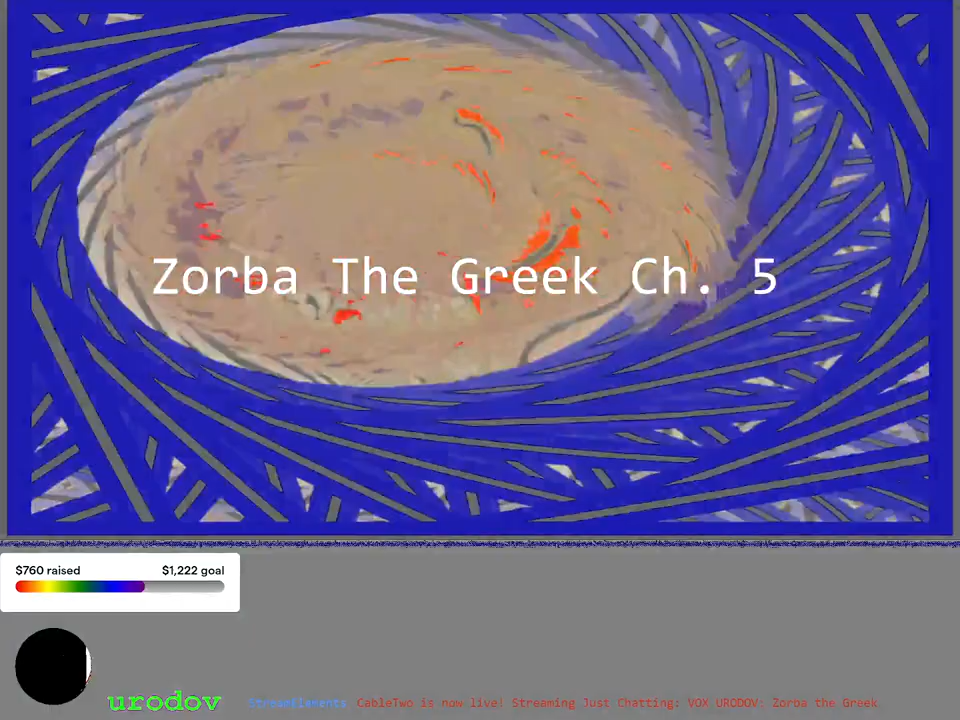 Zorba The Greek Ch. 5
$760 raised $1,222 goal
urodov
StreamElements CableTwo is now live! Streaming Just Chatting: VOX URODOV: Zorba the Greek